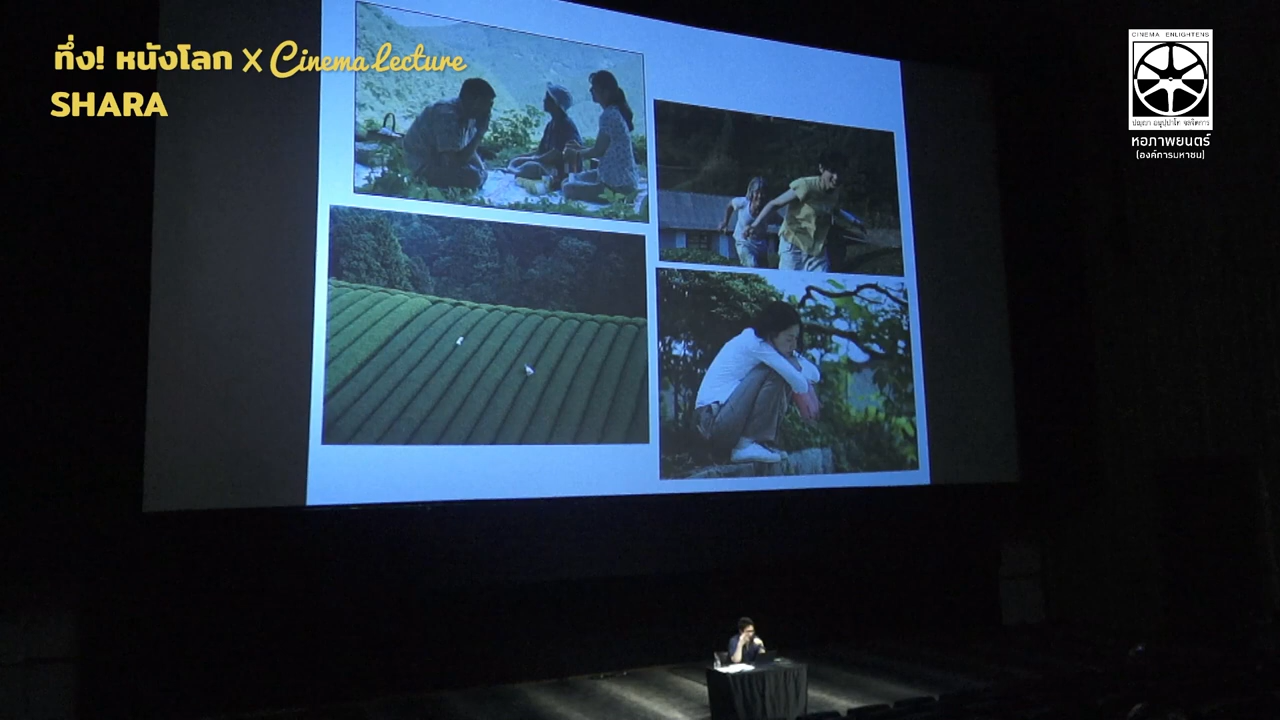 ทึ่ง! หนังโลก X Cinema Lecture
SHARA
CINEMA ENLIGHTENS
หอภาพยนตร์
(องค์การมหาชน)